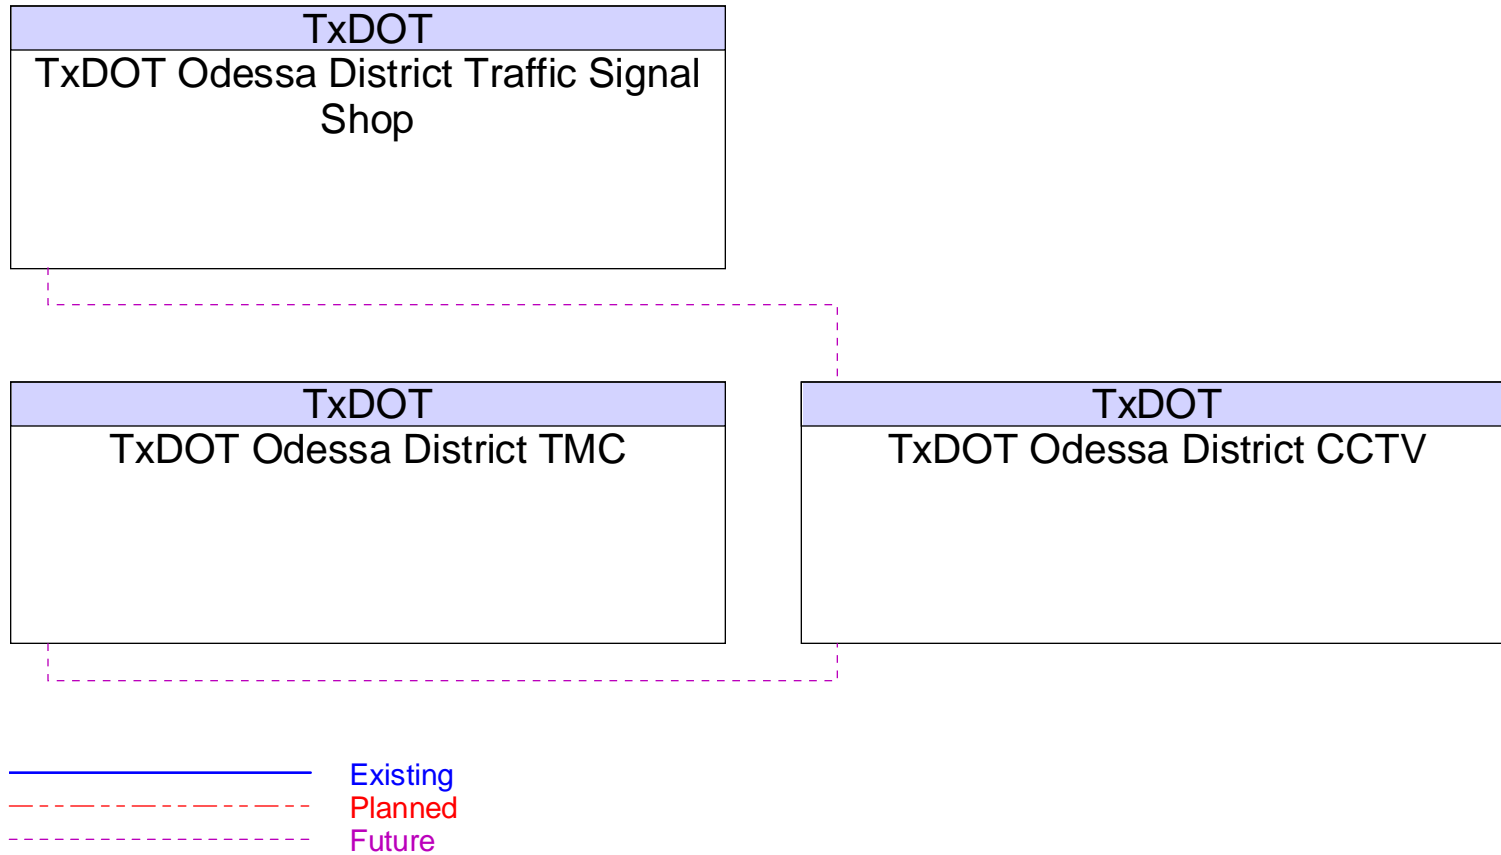 TxDOT
TxDOT Odessa District Traffic Signal
Shop
TxDOT
TxDOT Odessa District TMC
TxDOT
TxDOT Odessa District CCTV
Existing
Planned
Future